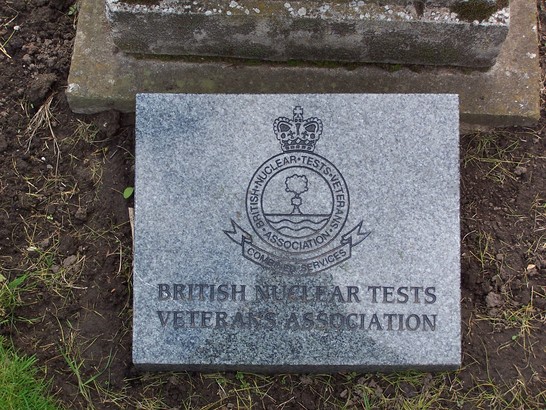 BRITISH·NUCLEAR·TESTS·VETERANS·
ASSOCIATION
COMBINED SERVICES
BRITISH NUCLEAR TESTS
VETERANS ASSOCIATION